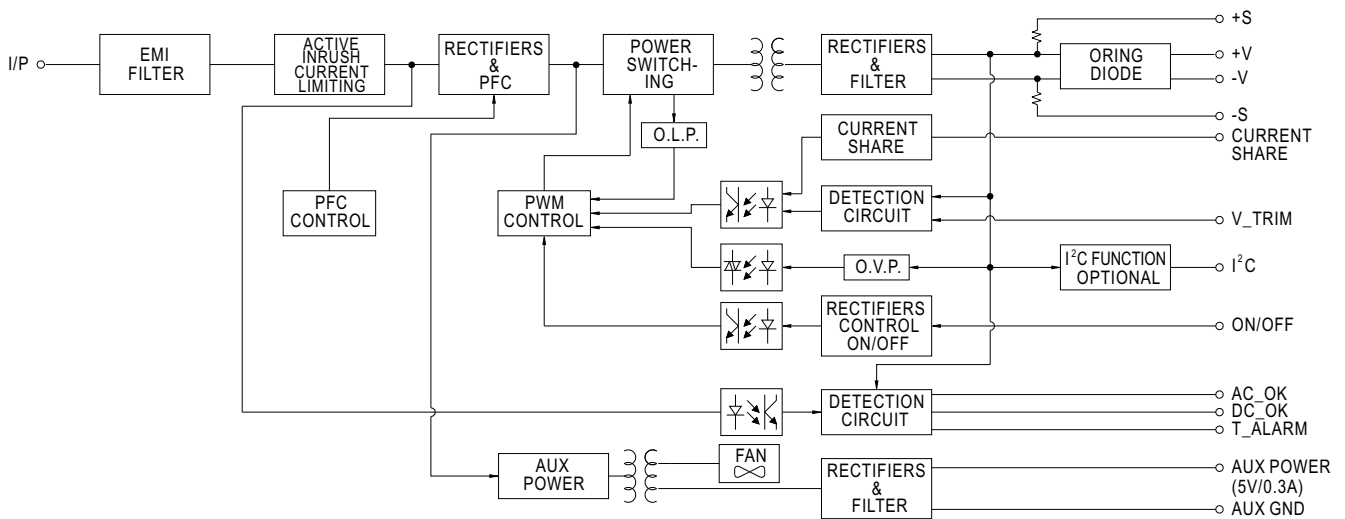 I/P
EMI
FILTER
ACTIVE
INRUSH
CURRENT
LIMITING
RECTIFIERS
&
PFC
POWER
SWITCH-
ING
RECTIFIERS
&
FILTER
ORING
DIODE
+S
+V
-V
-S
O.L.P.
CURRENT
SHARE
CURRENT
SHARE
PFC
CONTROL
PWM
CONTROL
DETECTION
CIRCUIT
V_TRIM
O.V.P.
I²C FUNCTION
OPTIONAL
I²C
RECTIFIERS
CONTROL
ON/OFF
ON/OFF
DETECTION
CIRCUIT
AC_OK
DC_OK
T_ALARM
AUX
POWER
FAN
RECTIFIERS
&
FILTER
AUX POWER
(5V/0.3A)
AUX GND